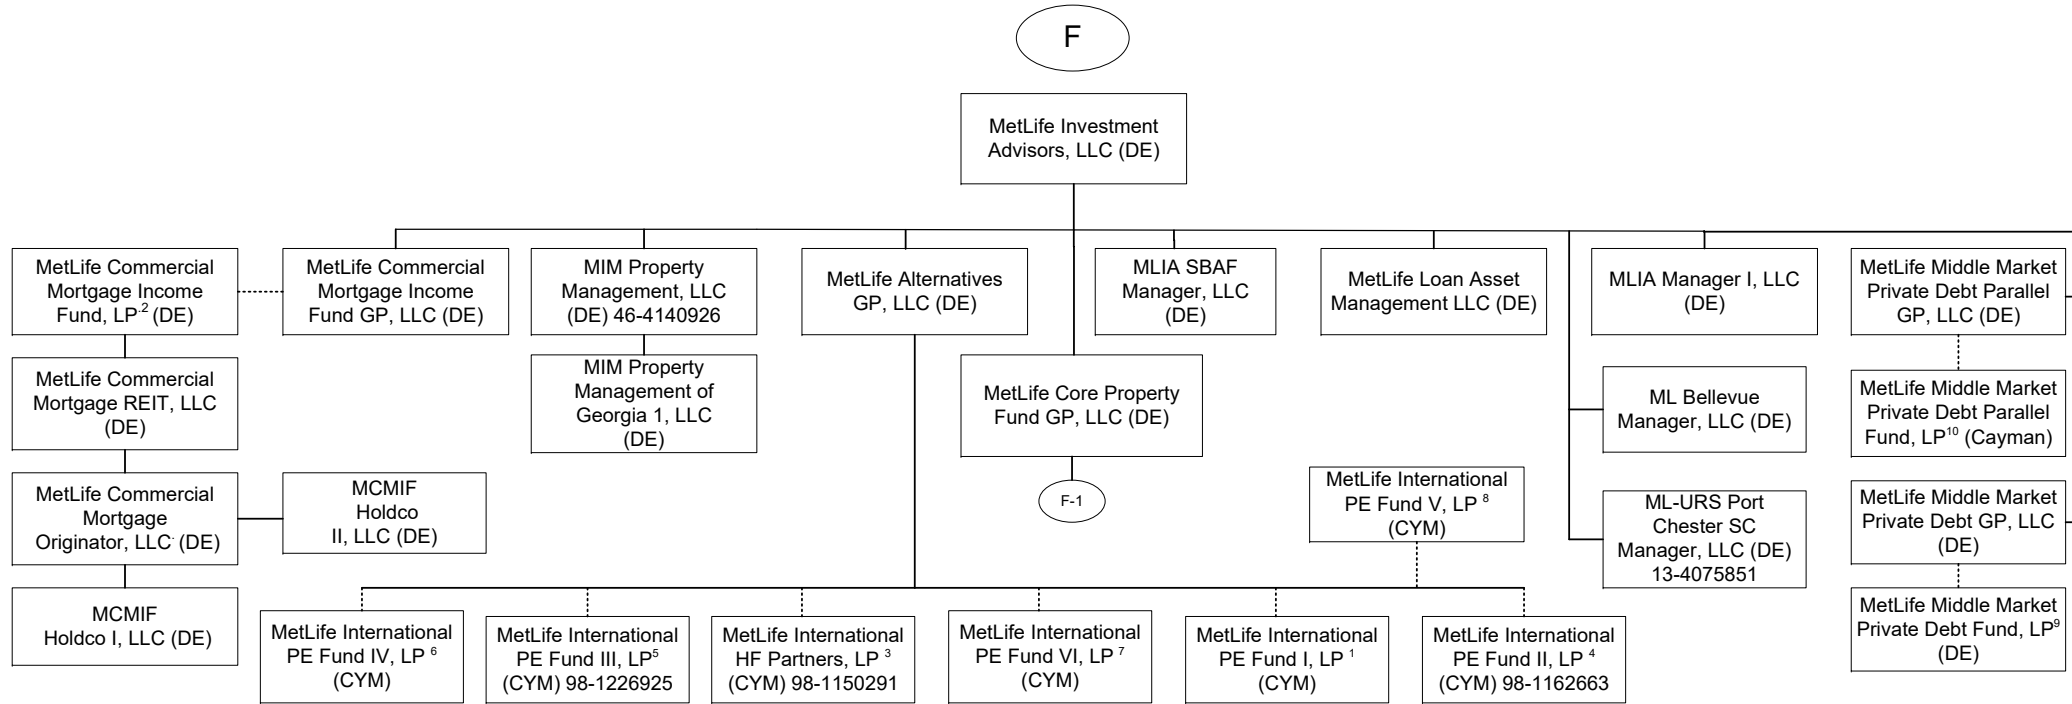 F
MetLife Investment
Advisors, LLC (DE)
MetLife Commercial
Mortgage Income
Fund, LP.2 (DE)
MetLife Commercial
Mortgage Income
Fund GP, LLC (DE)
MIM Property
Management, LLC
(DE) 46-4140926
MetLife Alternatives
GP, LLC (DE)
MLIA SBAF
Manager, LLC
(DE)
MetLife Loan Asset
Management LLC (DE)
MLIA Manager I, LLC
(DE)
MetLife Middle Market
Private Debt Parallel
GP, LLC (DE)
MetLife Commercial
Mortgage REIT, LLC
(DE)
MIM Property
Management of
Georgia 1, LLC
(DE)
MetLife Core Property
Fund GP, LLC (DE)
ML Bellevue
Manager, LLC (DE)
MetLife Middle Market
Private Debt Parallel
Fund, LP10 (Cayman)
MetLife Commercial
Mortgage
Originator, LLC. (DE)
MCMIF
Holdco
II, LLC (DE)
F-1
MetLife International
PE Fund V, LP 8
(CYM)
ML-URS Port
Chester SC
Manager, LLC (DE)
13-4075851
MetLife Middle Market
Private Debt GP, LLC
(DE)
MCMIF
Holdco I, LLC (DE)
MetLife International
PE Fund IV, LP 6
(CYM)
MetLife International
PE Fund III, LP5
(CYM) 98-1226925
MetLife International
HF Partners, LP 3
(CYM) 98-1150291
MetLife International
PE Fund VI, LP 7
(CYM)
MetLife International
PE Fund I, LP 1
(CYM)
MetLife International
PE Fund II, LP 4
(CYM) 98-1162663
MetLife Middle Market
Private Debt Fund, LP9
(DE)